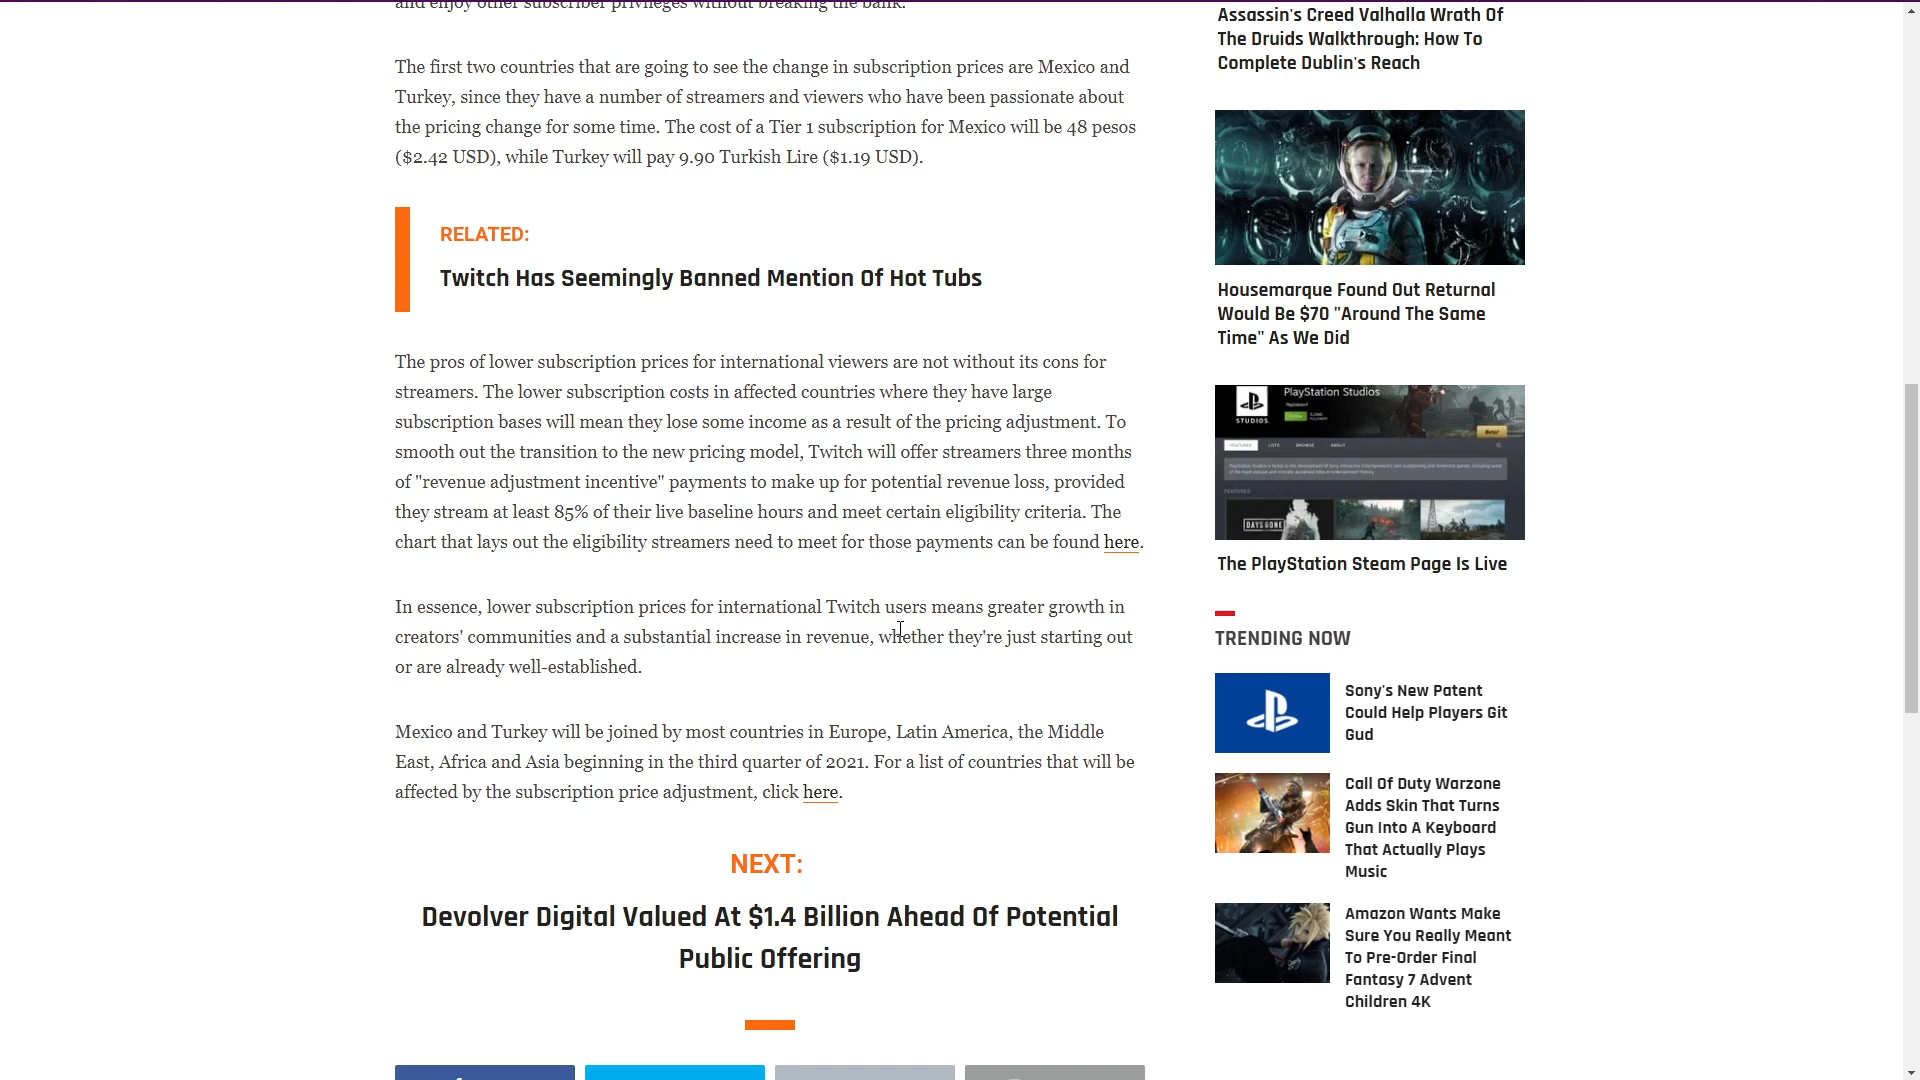 and enjoy other subscriber privileges without breaking the bank.
The first two countries that are going to see the change in subscription prices are Mexico and
Turkey, since they have a number of streamers and viewers who have been passionate about
the pricing change for some time. The cost of a Tier 1 subscription for Mexico will be 48 pesos
($2.42 USD), while Turkey will pay 9.90 Turkish Lire ($1.19 USD).
RELATED:
Twitch Has Seemingly Banned Mention Of Hot Tubs
The pros of lower subscription prices for international viewers are not without its cons for
streamers. The lower subscription costs in affected countries where they have large
subscription bases will mean they lose some income as a result of the pricing adjustment. To
smooth out the transition to the new pricing model, Twitch will offer streamers three months
of "revenue adjustment incentive" payments to make up for potential revenue loss, provided
they stream at least 85% of their live baseline hours and meet certain eligibility criteria. The
chart that lays out the eligibility streamers need to meet for those payments can be found here.
In essence, lower subscription prices for international Twitch users means greater growth in
creators' communities and a substantial increase in revenue, whether they're just starting out
or are already well-established.
Mexico and Turkey will be joined by most countries in Europe, Latin America, the Middle
East, Africa and Asia beginning in the third quarter of 2021. For a list of countries that will be
affected by the subscription price adjustment, click here.
NEXT:
Devolver Digital Valued At $1.4 Billion Ahead Of Potential
Public Offering
Assassin's Creed Valhalla Wrath Of
The Druids Walkthrough: How To
Complete Dublin's Reach
Housemarque Found Out Returnal
Would Be $70 "Around The Same
Time" As We Did
PlayStation Studios
STUDIOS
FEATURED
LISTS
BROWSE
ABOUT
FEATURED
DAYS GONE
The PlayStation Steam Page Is Live
TRENDING NOW
Sony's New Patent
Could Help Players Git
Gud
Call Of Duty Warzone
Adds Skin That Turns
Gun Into A Keyboard
That Actually Plays
Music
Amazon Wants Make
Sure You Really Meant
To Pre-Order Final
Fantasy 7 Advent
Children 4K